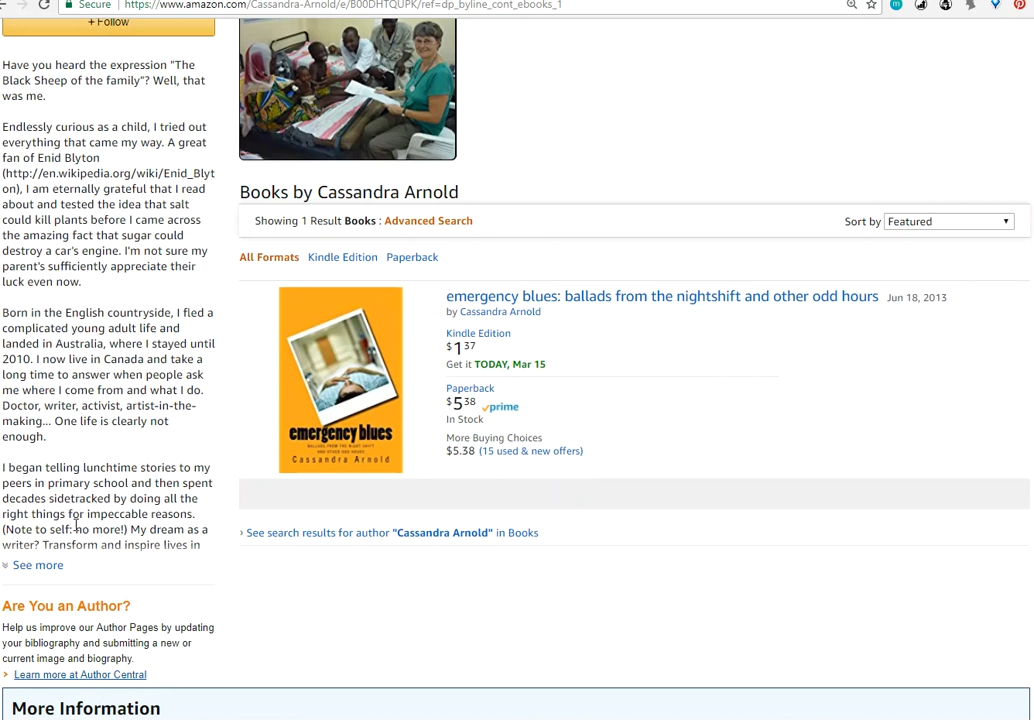 Secure
https://www.amazon.com/Cassandra-Arnold/e/B00DHTQUPK/ref=dp_byline_cont_ebooks_1
+ Follow
Have you heard the expression "The
Black Sheep of the family"? Well, that
was me.
Endlessly curious as a child, I tried out
everything that came my way. A great
fan of Enid Blyton
(http://en.wikipedia.org/wiki/Enid_Blyt
on), I am eternally grateful that I read
about and tested the idea that salt
could kill plants before I came across
the amazing fact that sugar could
destroy a car's engine. I'm not sure my
parent's sufficiently appreciate their
luck even now.
Born in the English countryside, I fled a
complicated young adult life and
landed in Australia, where I stayed until
2010. I now live in Canada and take a
long time to answer when people ask
me where I come from and what I do.
Doctor, writer, activist, artist-in-the-
making... One life is clearly not
enough.
I began telling lunchtime stories to my
peers in primary school and then spent
decades sidetracked by doing all the
right things for impeccable reasons.
(Note to self: no more!) My dream as a
writer? Transform and inspire lives in
See more
Are You an Author?
Help us improve our Author Pages by updating
your bibliography and submitting a new or
current image and biography.
Learn more at Author Central
Books by Cassandra Arnold
Showing 1 Result Books : Advanced Search
Sort by Featured
All Formats Kindle Edition Paperback
emergency blues
BALLADS FROM THE NIGHT SHIFT
AND OTHER ODD HOURS
Cassandra Arnold
emergency blues: ballads from the nightshift and other odd hours Jun 18, 2013
by Cassandra Arnold
Kindle Edition
$1 37
Get it TODAY, Mar 15
Paperback
$5 38 prime
In Stock
More Buying Choices
$5.38 (15 used & new offers)
› See search results for author "Cassandra Arnold" in Books
More Information